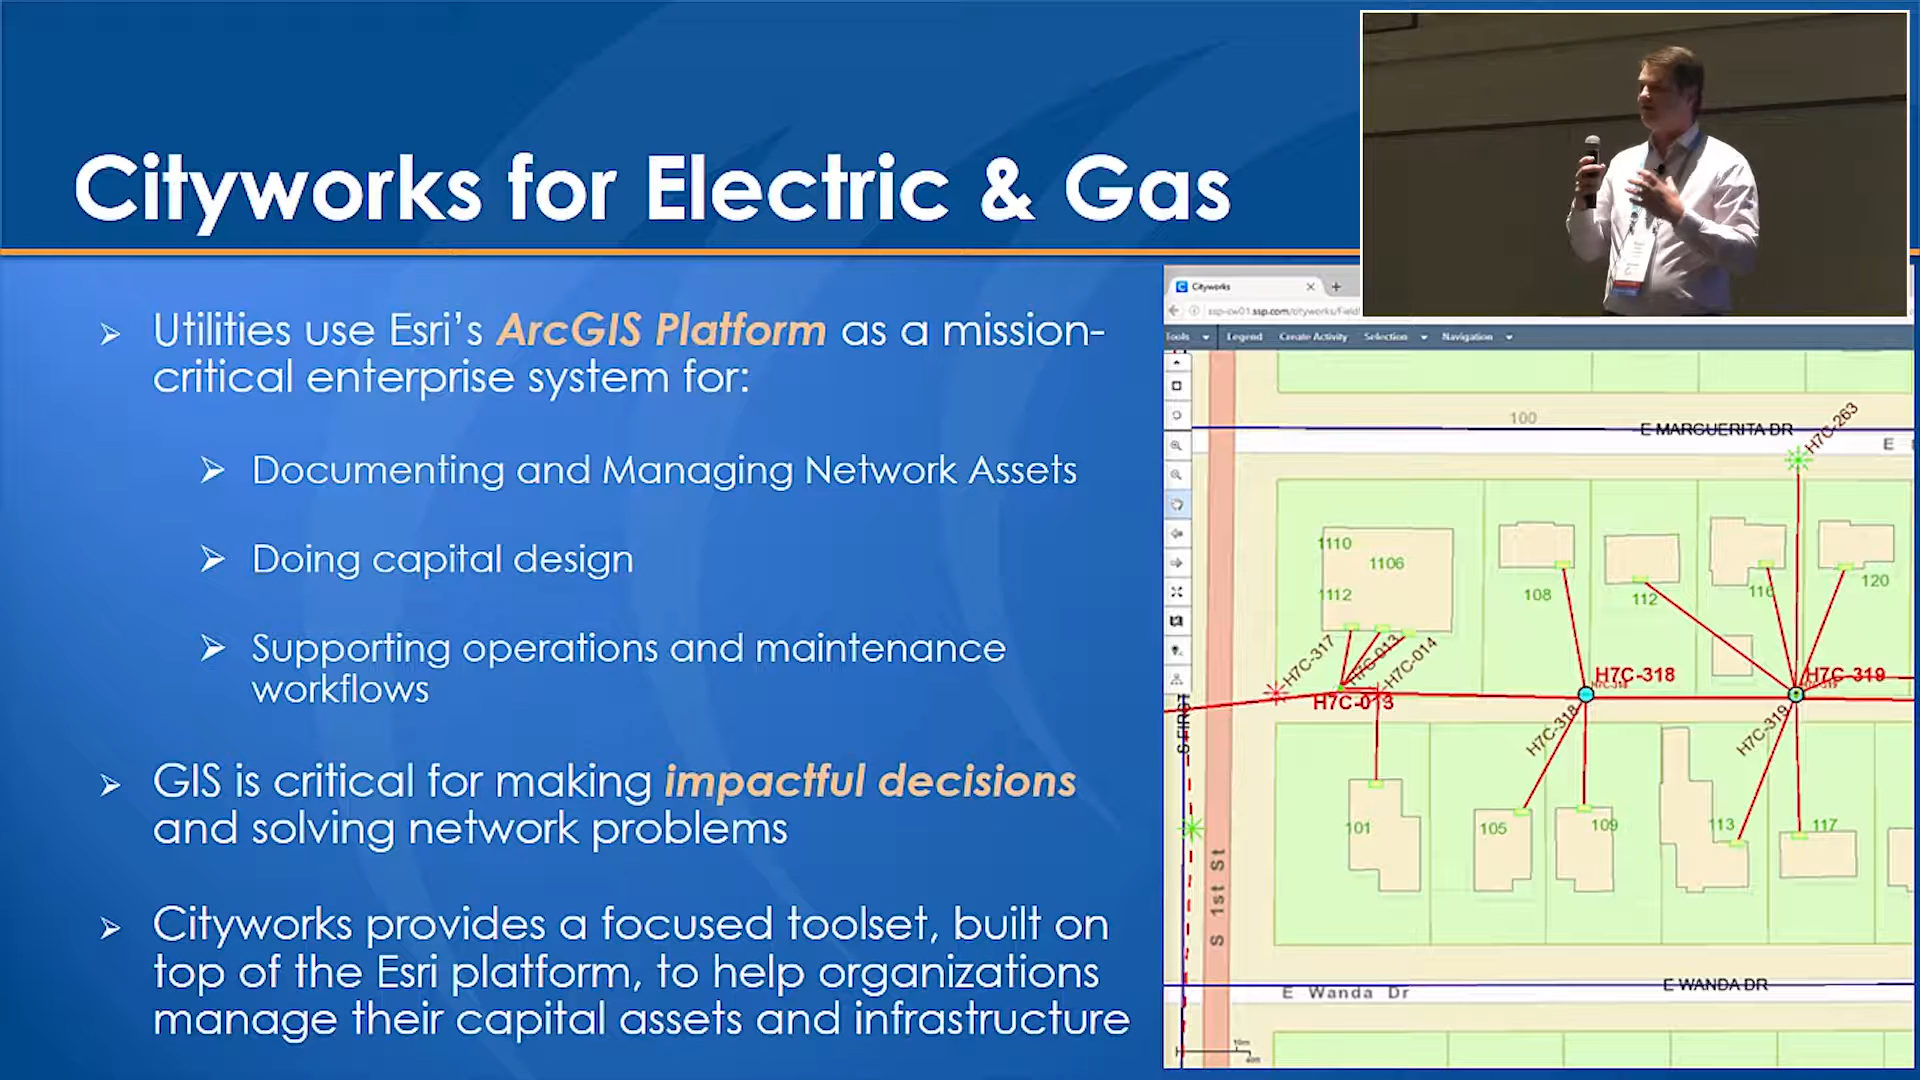 Cityworks for Electric & Gas
Utilities use Esri's ArcGIS Platform as a mission-
critical enterprise system for:
Documenting and Managing Network Assets
Doing capital design
Supporting operations and maintenance
workflows
GIS is critical for making impactful decisions
and solving network problems
Cityworks provides a focused toolset, built on
top of the Esri platform, to help organizations
manage their capital assets and infrastructure
Cityworks
ssp-cw01.ssp.com/cityworks/Field
Tools Legend Create Activity Selection Navigation
100
E MARGUERITA DR
E
H7C-263
1110
1106
1112
108
112
116
120
H7C-317
H7C-013
H7C-014
H7C-013
H7C-318
H7C-318
H7C-319
H7C-318
H7C-319
S FIRST
101
105
109
113
117
S 1st St
E Wanda Dr
E WANDA DR
10m
40ft